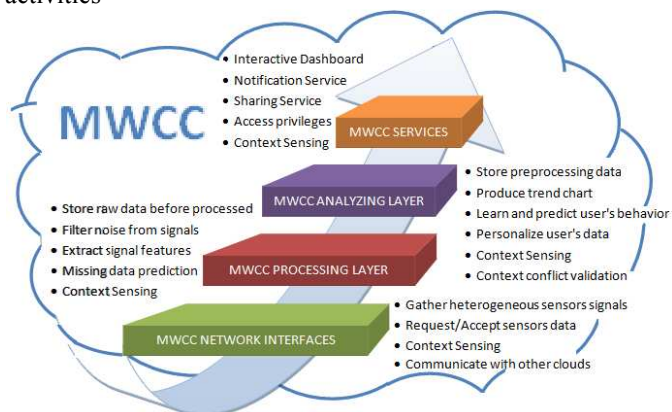 activities
• Interactive Dashboard
• Notification Service
• Sharing Service
• Access privileges
• Context Sensing
MWCC
MWCC SERVICES
• Store preprocessing data
• Produce trend chart
• Learn and predict user's behavior
• Personalize user's data
• Context Sensing
• Context conflict validation
MWCC ANALYZING LAYER
• Store raw data before processed
• Filter noise from signals
• Extract signal features
• Missing data prediction
• Context Sensing
MWCC PROCESSING LAYER
• Gather heterogeneous sensors signals
• Request/Accept sensors data
• Context Sensing
• Communicate with other clouds
MWCC NETWORK INTERFACES